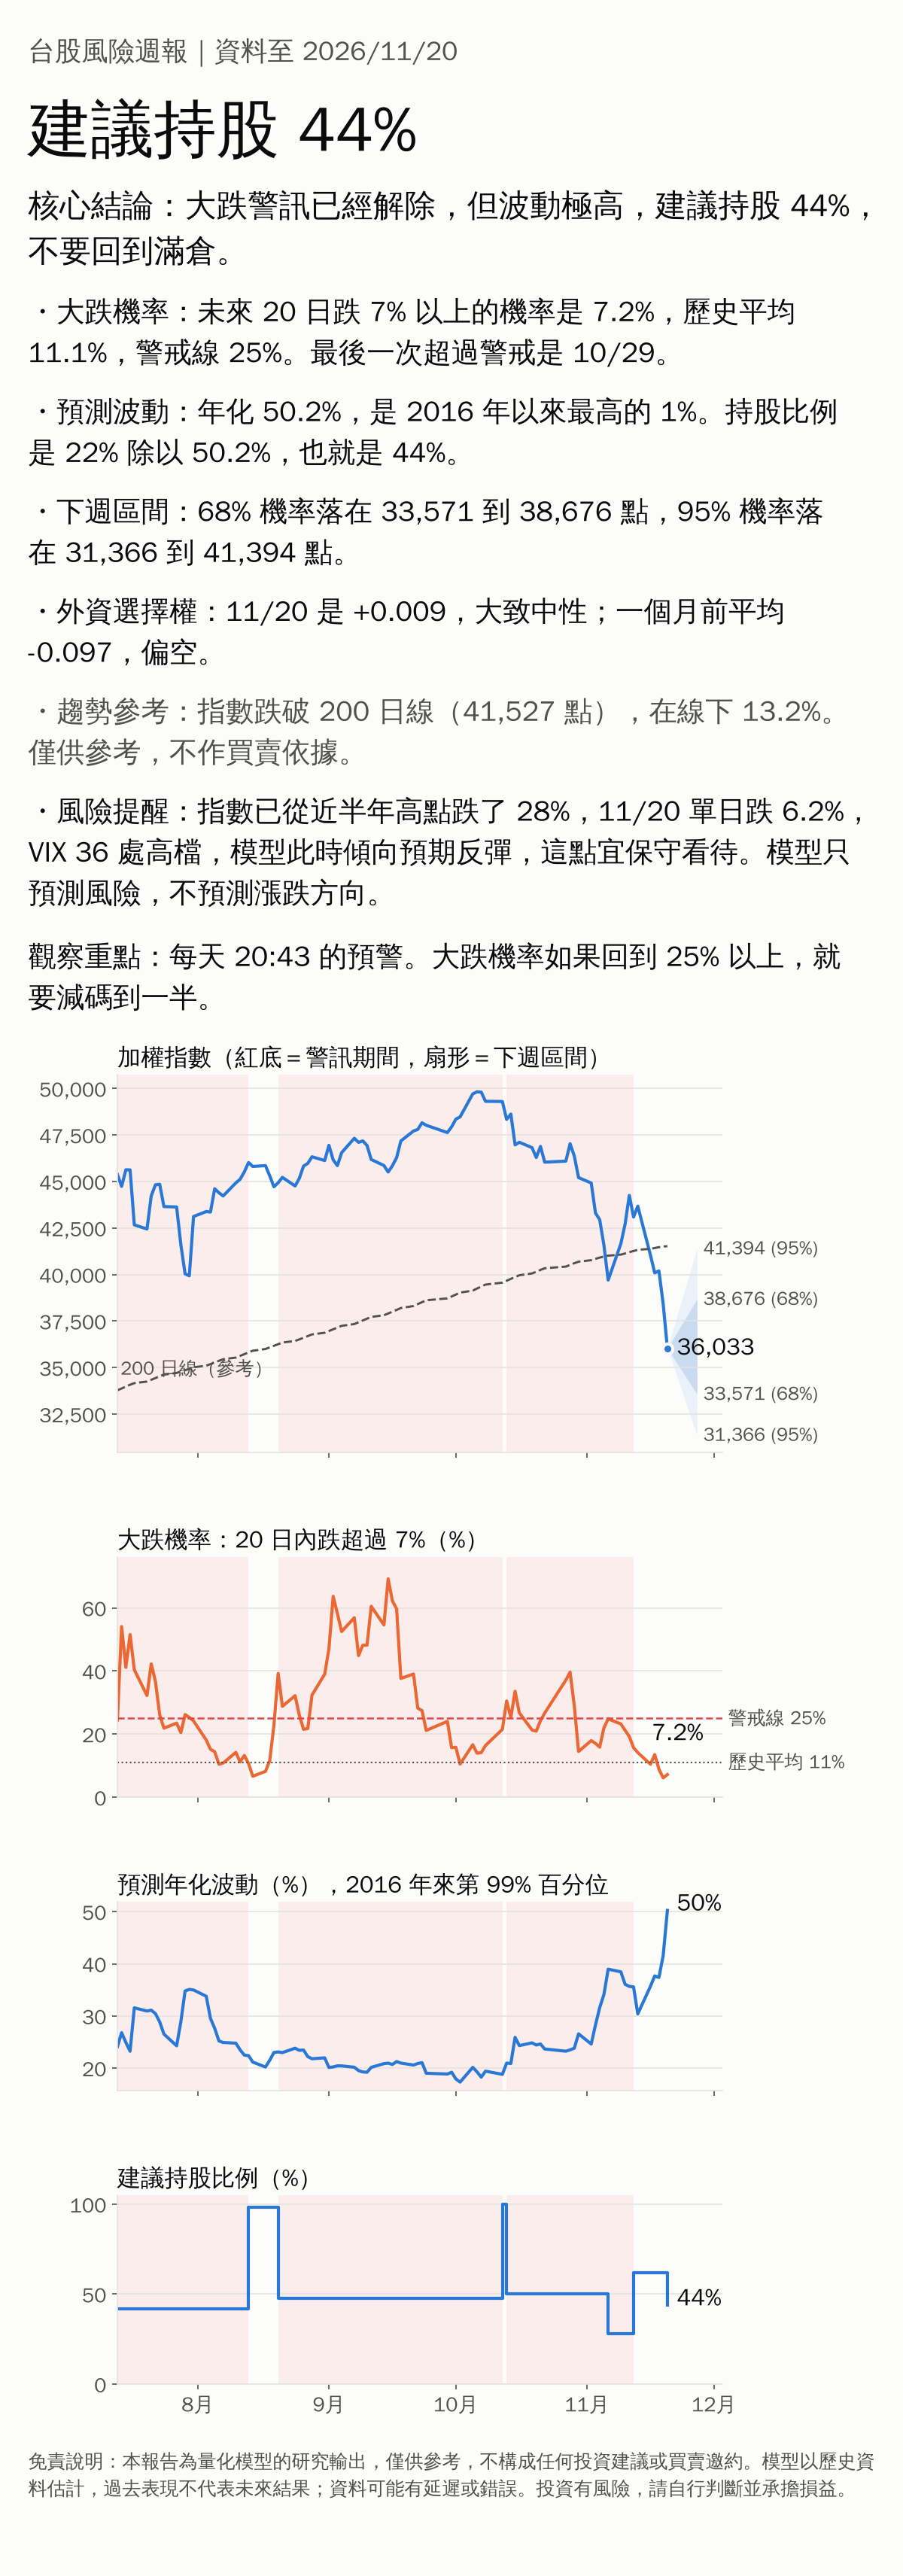 台股風險週報｜資料至 2026/11/20
建議持股 44%
核心結論：大跌警訊已經解除，但波動極高，建議持股 44%，
不要回到滿倉。
・大跌機率：未來 20 日跌 7% 以上的機率是 7.2%，歷史平均
11.1%，警戒線 25%。最後一次超過警戒是 10/29。
・預測波動：年化 50.2%，是 2016 年以來最高的 1%。持股比例
是 22% 除以 50.2%，也就是 44%。
・下週區間：68% 機率落在 33,571 到 38,676 點，95% 機率落
在 31,366 到 41,394 點。
・外資選擇權：11/20 是 +0.009，大致中性；一個月前平均
-0.097，偏空。
・趨勢參考：指數跌破 200 日線（41,527 點），在線下 13.2%。
僅供參考，不作買賣依據。
・風險提醒：指數已從近半年高點跌了 28%，11/20 單日跌 6.2%，
VIX 36 處高檔，模型此時傾向預期反彈，這點宜保守看待。模型只
預測風險，不預測漲跌方向。
觀察重點：每天 20:43 的預警。大跌機率如果回到 25% 以上，就
要減碼到一半。
加權指數（紅底＝警訊期間，扇形＝下週區間）
50,000
47,500
45,000
42,500
40,000
37,500
35,000
32,500
200 日線（參考）
41,394 (95%)
38,676 (68%)
36,033
33,571 (68%)
31,366 (95%)
大跌機率：20 日內跌超過 7%（%）
60
40
20
0
警戒線 25%
7.2%
歷史平均 11%
預測年化波動（%），2016 年來第 99% 百分位
50
40
30
20
50%
建議持股比例（%）
100
50
0
44%
8月
9月
10月
11月
12月
免責說明：本報告為量化模型的研究輸出，僅供參考，不構成任何投資建議或買賣邀約。模型以歷史資
料估計，過去表現不代表未來結果；資料可能有延遲或錯誤。投資有風險，請自行判斷並承擔損益。